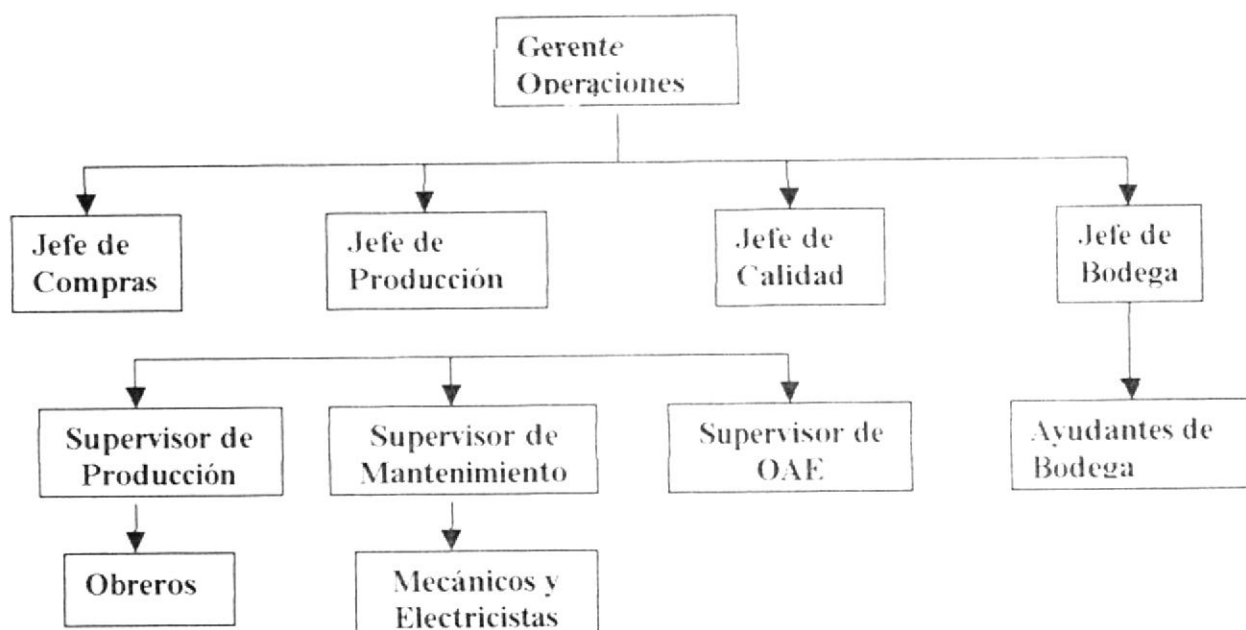 Gerente
Operaciones
Jefe de
Compras
Jefe de
Producción
Jefe de
Calidad
Jefe de
Bodega
Supervisor de
Producción
Supervisor de
Mantenimiento
Supervisor de
OAE
Ayudantes de
Bodega
Obreros
Mecánicos y
Electricistas